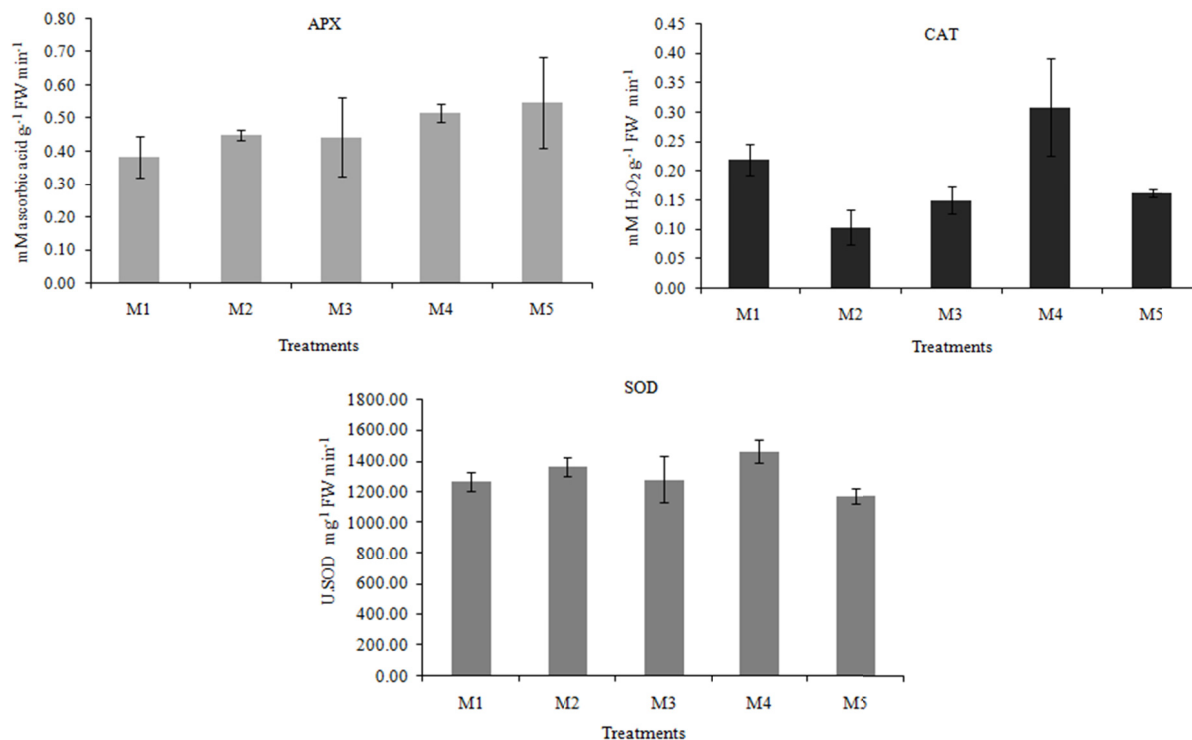 APX
mM ascorbic acid g-1 FW min-1
0.80
0.70
0.60
0.50
0.40
0.30
0.20
0.10
0.00
M1 M2 M3 M4 M5
Treatments
CAT
mM H2O2 g-1 FW min-1
0.45
0.40
0.35
0.30
0.25
0.20
0.15
0.10
0.05
0.00
M1 M2 M3 M4 M5
Treatments
SOD
U.SOD mg-1 FW min-1
1800.00
1600.00
1400.00
1200.00
1000.00
800.00
600.00
400.00
200.00
0.00
M1 M2 M3 M4 M5
Treatments